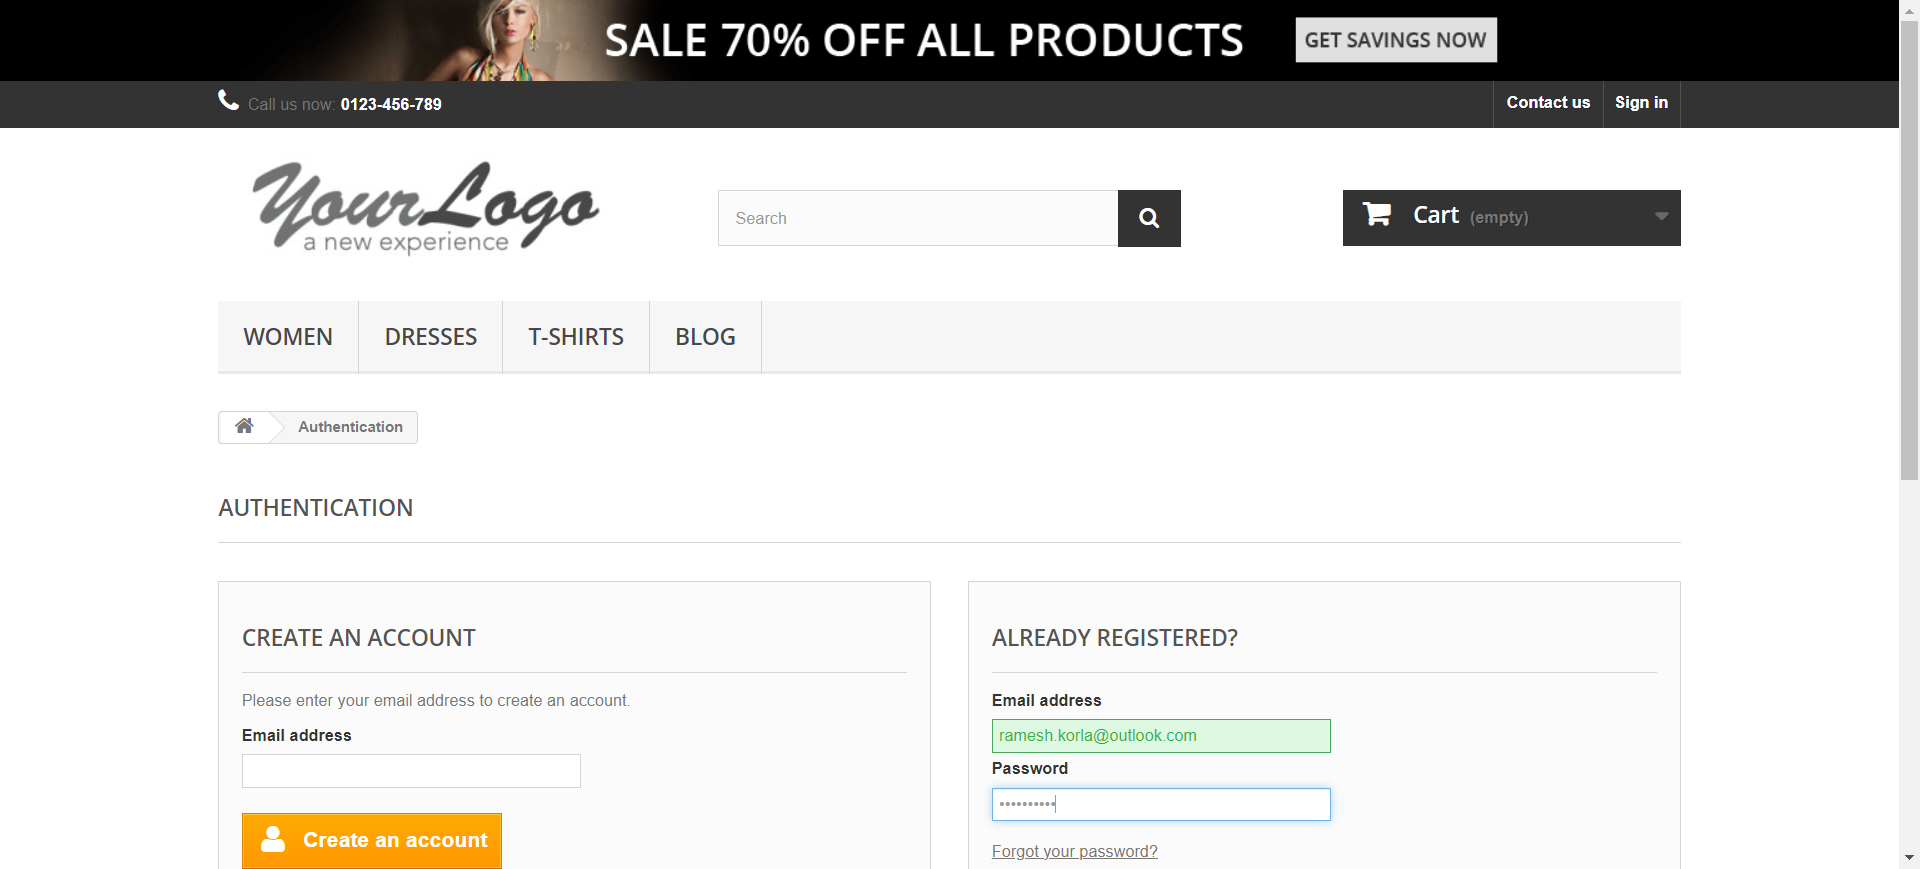 SALE 70% OFF ALL PRODUCTS GET SAVINGS NOW
Call us now: 0123-456-789 Contact us Sign in
YourLogo
a new experience
Search
Cart (empty)
WOMEN DRESSES T-SHIRTS BLOG
Authentication
AUTHENTICATION
CREATE AN ACCOUNT
Please enter your email address to create an account.
Email address
Create an account
ALREADY REGISTERED?
Email address
ramesh.korla@outlook.com
Password
••••••••••
Forgot your password?